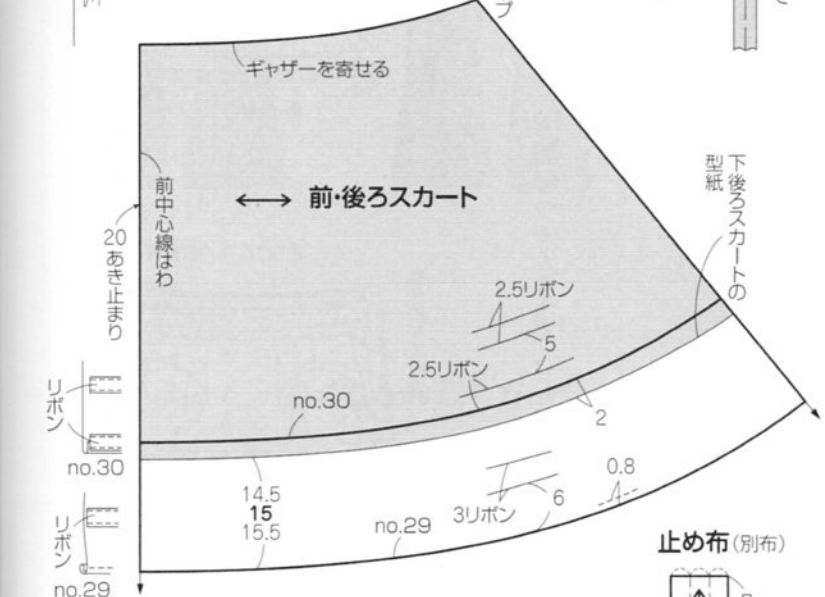 プ
ギャザーを寄せる
前中心線はわ
20あき止まり
前・後ろスカート
下後ろスカートの
型紙
2.5リボン
5
2.5リボン
no.30
2
リボン
no.30
14.5
15
15.5
3リボン
6
0.8
no.29
リボン
no.29
止め布(別布)